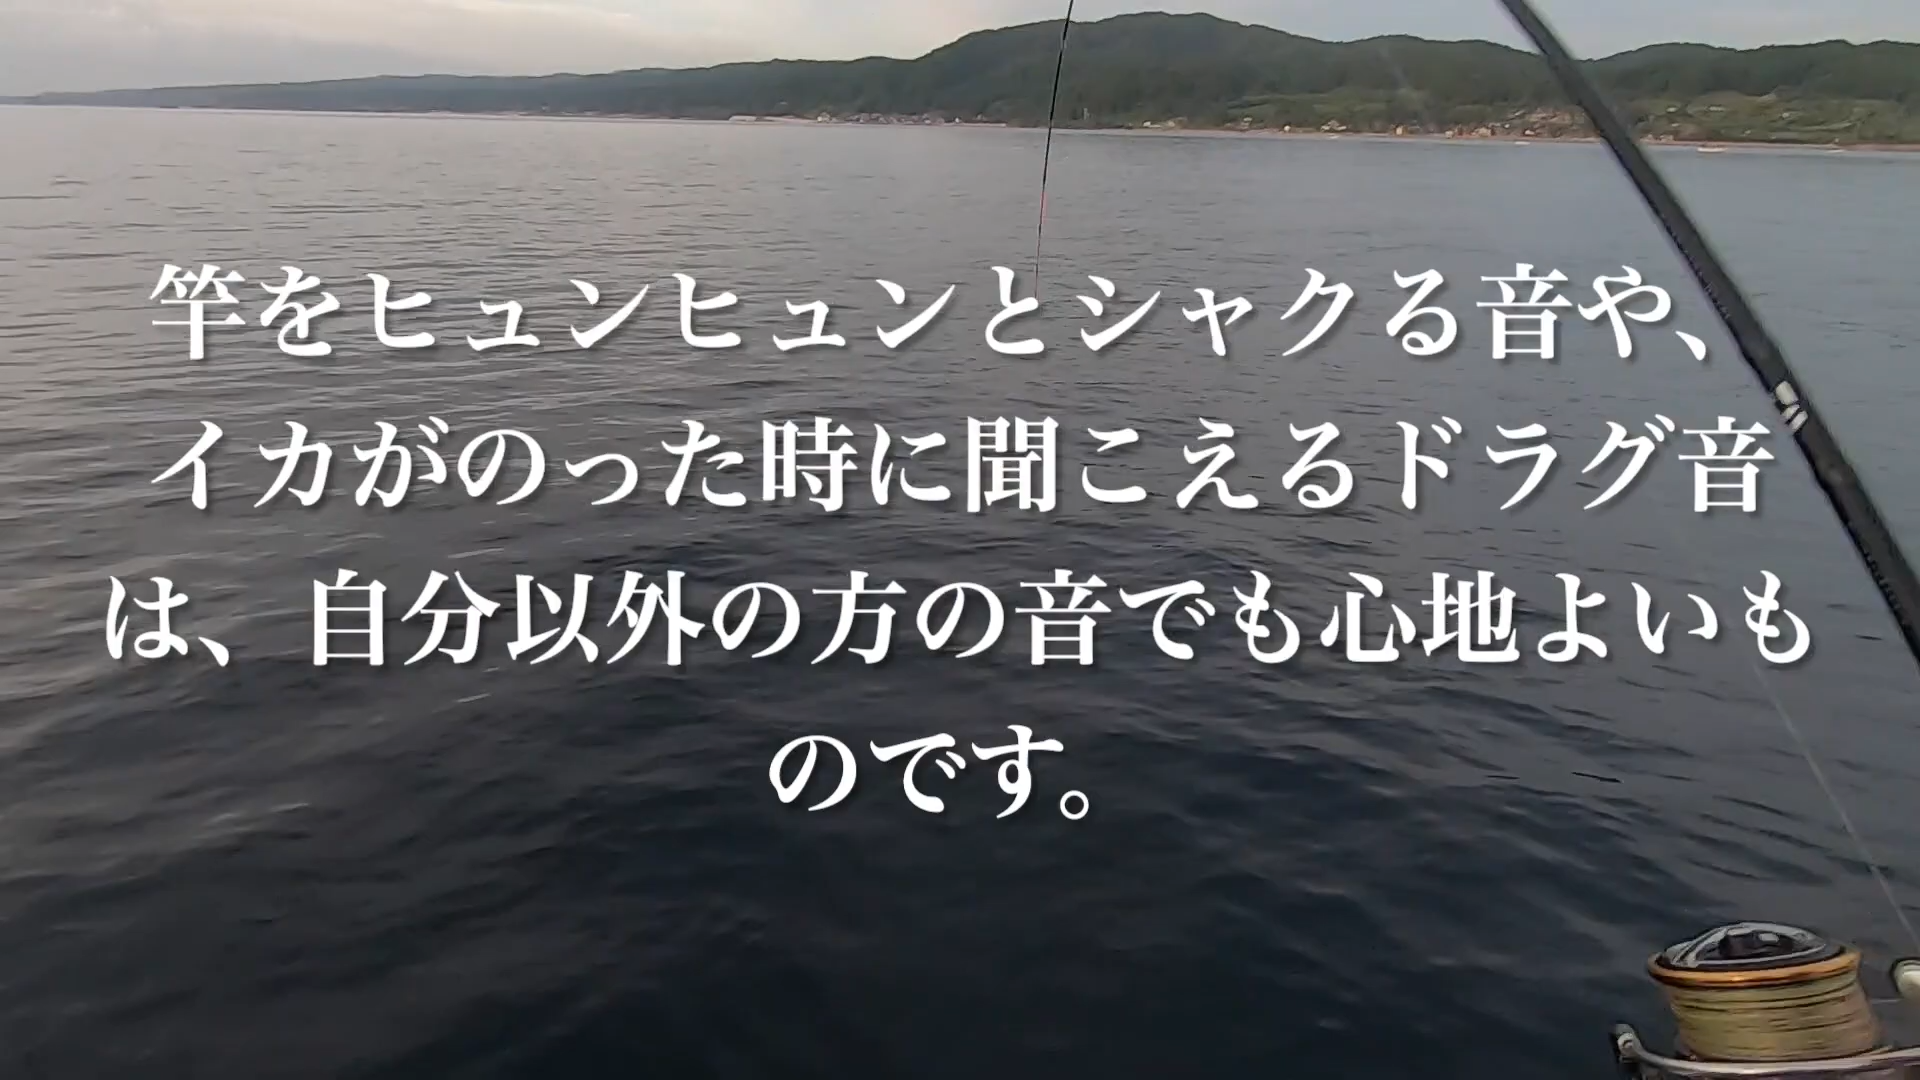 竿をヒュンヒュンとシャクる音や、
イカがのった時に聞こえるドラグ音
は、自分以外の方の音でも心地よいも
のです。